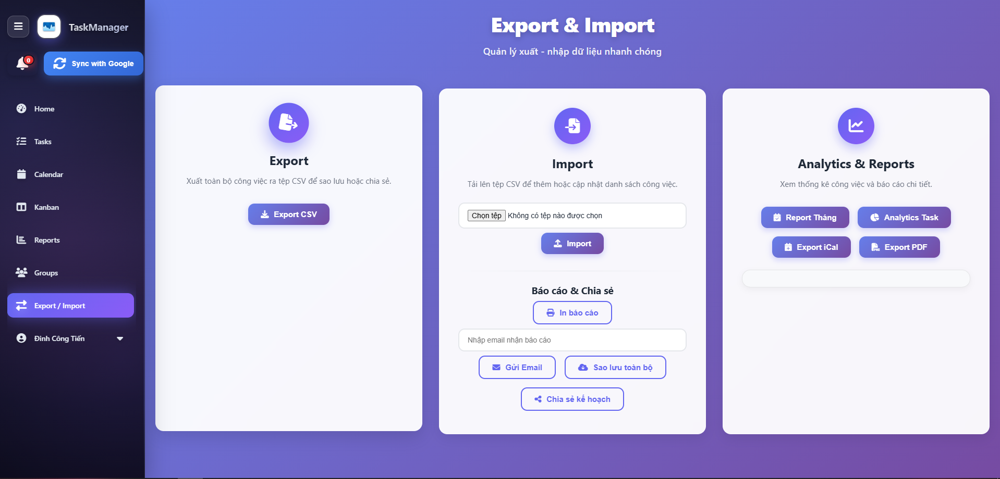 TaskManager
0
Sync with Google
Home
Tasks
Calendar
Kanban
Reports
Groups
Export / Import
Đinh Công Tiến
Export & Import
Quản lý xuất - nhập dữ liệu nhanh chóng
Export
Xuất toàn bộ công việc ra tệp CSV để sao lưu hoặc chia sẻ.
Export CSV
Import
Tải lên tệp CSV để thêm hoặc cập nhật danh sách công việc.
Chọn tệp Không có tệp nào được chọn
Import
Báo cáo & Chia sẻ
In báo cáo
Nhập email nhận báo cáo
Gửi Email
Sao lưu toàn bộ
Chia sẻ kế hoạch
Analytics & Reports
Xem thống kê công việc và báo cáo chi tiết.
Report Tháng
Analytics Task
Export iCal
Export PDF